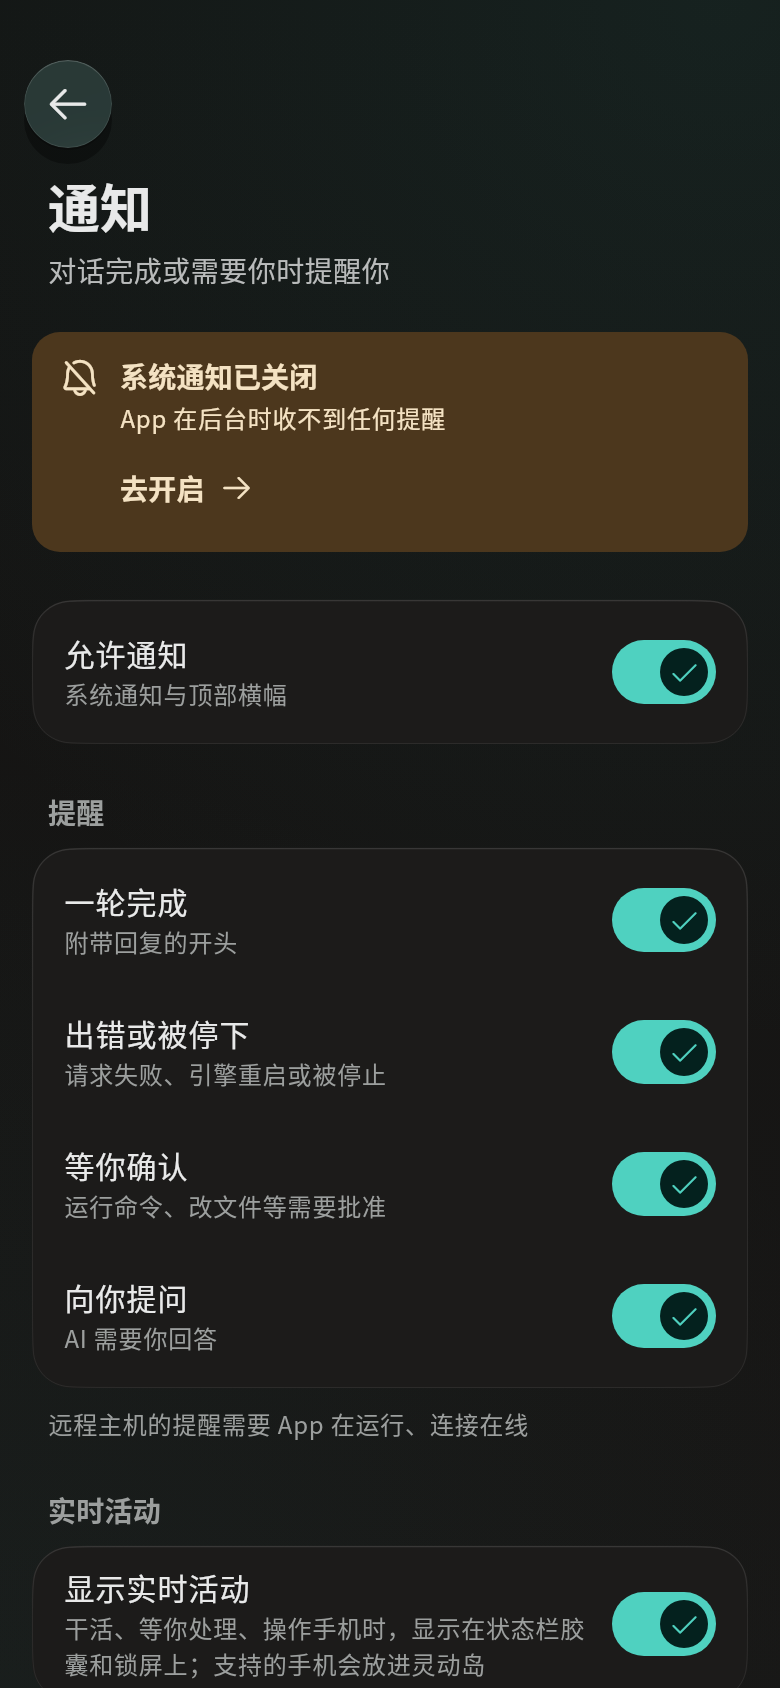 通知
对话完成或需要你时提醒你
系统通知已关闭
App 在后台时收不到任何提醒
去开启
允许通知
系统通知与顶部横幅
提醒
一轮完成
附带回复的开头
出错或被停下
请求失败、引擎重启或被停止
等你确认
运行命令、改文件等需要批准
向你提问
AI 需要你回答
远程主机的提醒需要 App 在运行、连接在线
实时活动
显示实时活动
干活、等你处理、操作手机时，显示在状态栏胶
囊和锁屏上；支持的手机会放进灵动岛